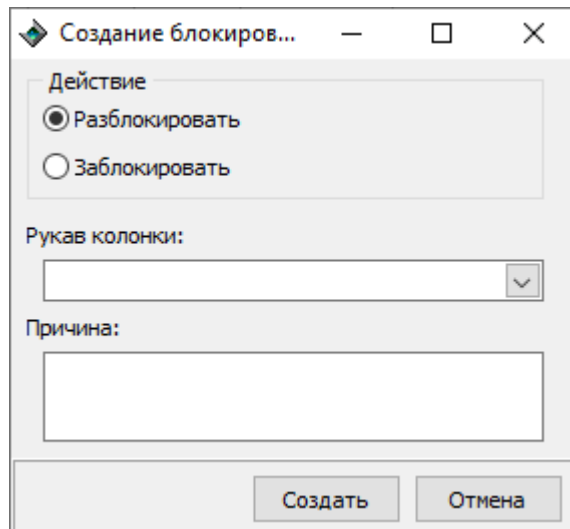 Создание блокиров...
Действие
Разблокировать
Заблокировать
Рукав колонки:
Причина:
Создать
Отмена